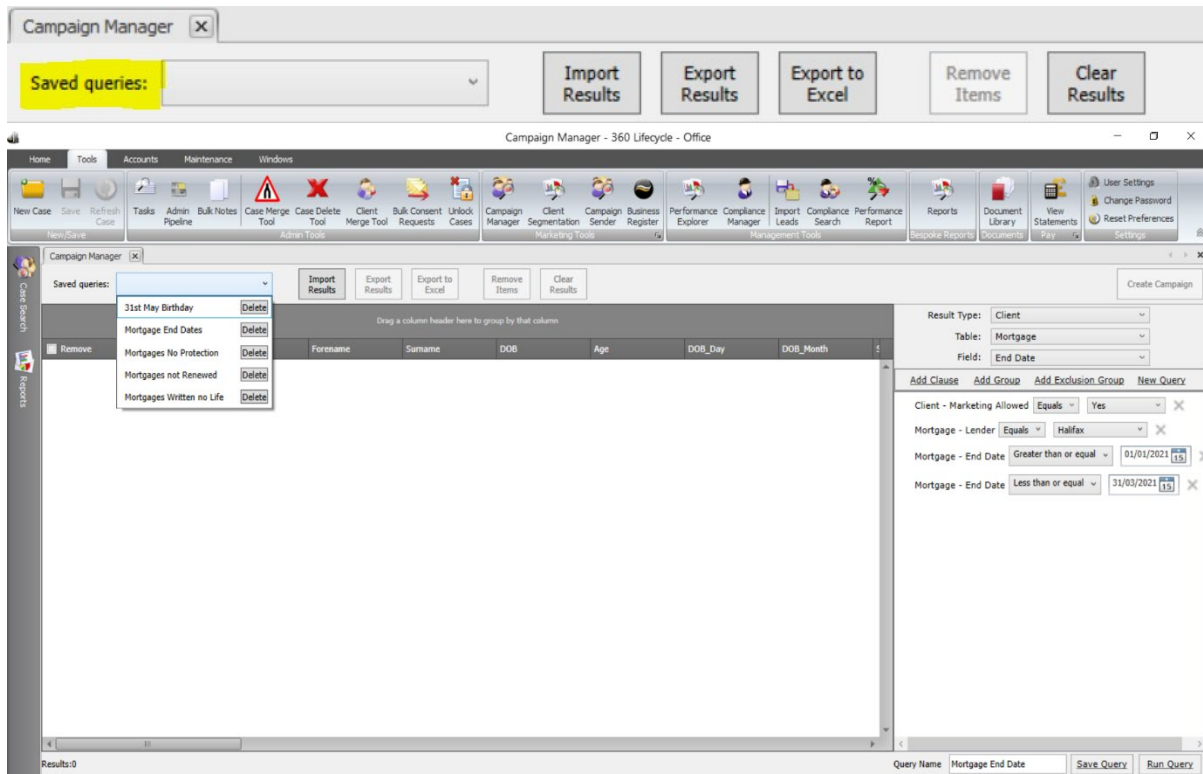 Campaign Manager X
Saved queries:
Import Results
Export Results
Export to Excel
Remove Items
Clear Results
Campaign Manager - 360 Lifecycle - Office
Home Tools Accounts Maintenance Windows
New Case Save Refresh Case Tasks Admin Pipeline Bulk Notes Case Merge Tool Case Delete Tool Client Merge Tool Bulk Consent Requests Unlock Cases Campaign Manager Client Segmentation Campaign Sender Business Register Performance Explorer Compliance Manager Import Leads Compliance Search Performance Report Reports Document Library View Statements User Settings Change Password Reset Preferences
New/Save Admin Tools Marketing Tools Management Tools Bespoke Reports Documents Pay Settings
Case Search
Reports
Campaign Manager
Saved queries: Import Results Export Results Export to Excel Remove Items Clear Results Create Campaign
31st May Birthday Delete
Mortgage End Dates Delete
Mortgages No Protection Delete
Mortgages not Renewed Delete
Mortgages Written no Life Delete
Drag a column header here to group by that column
Remove Forename Surname DOB Age DOB_Day DOB_Month
Result Type: Client
Table: Mortgage
Field: End Date
Add Clause Add Group Add Exclusion Group New Query
Client - Marketing Allowed Equals Yes
Mortgage - Lender Equals Halifax
Mortgage - End Date Greater than or equal 01/01/2021 15
Mortgage - End Date Less than or equal 31/03/2021 15
Results:0
Query Name Mortgage End Date Save Query Run Query